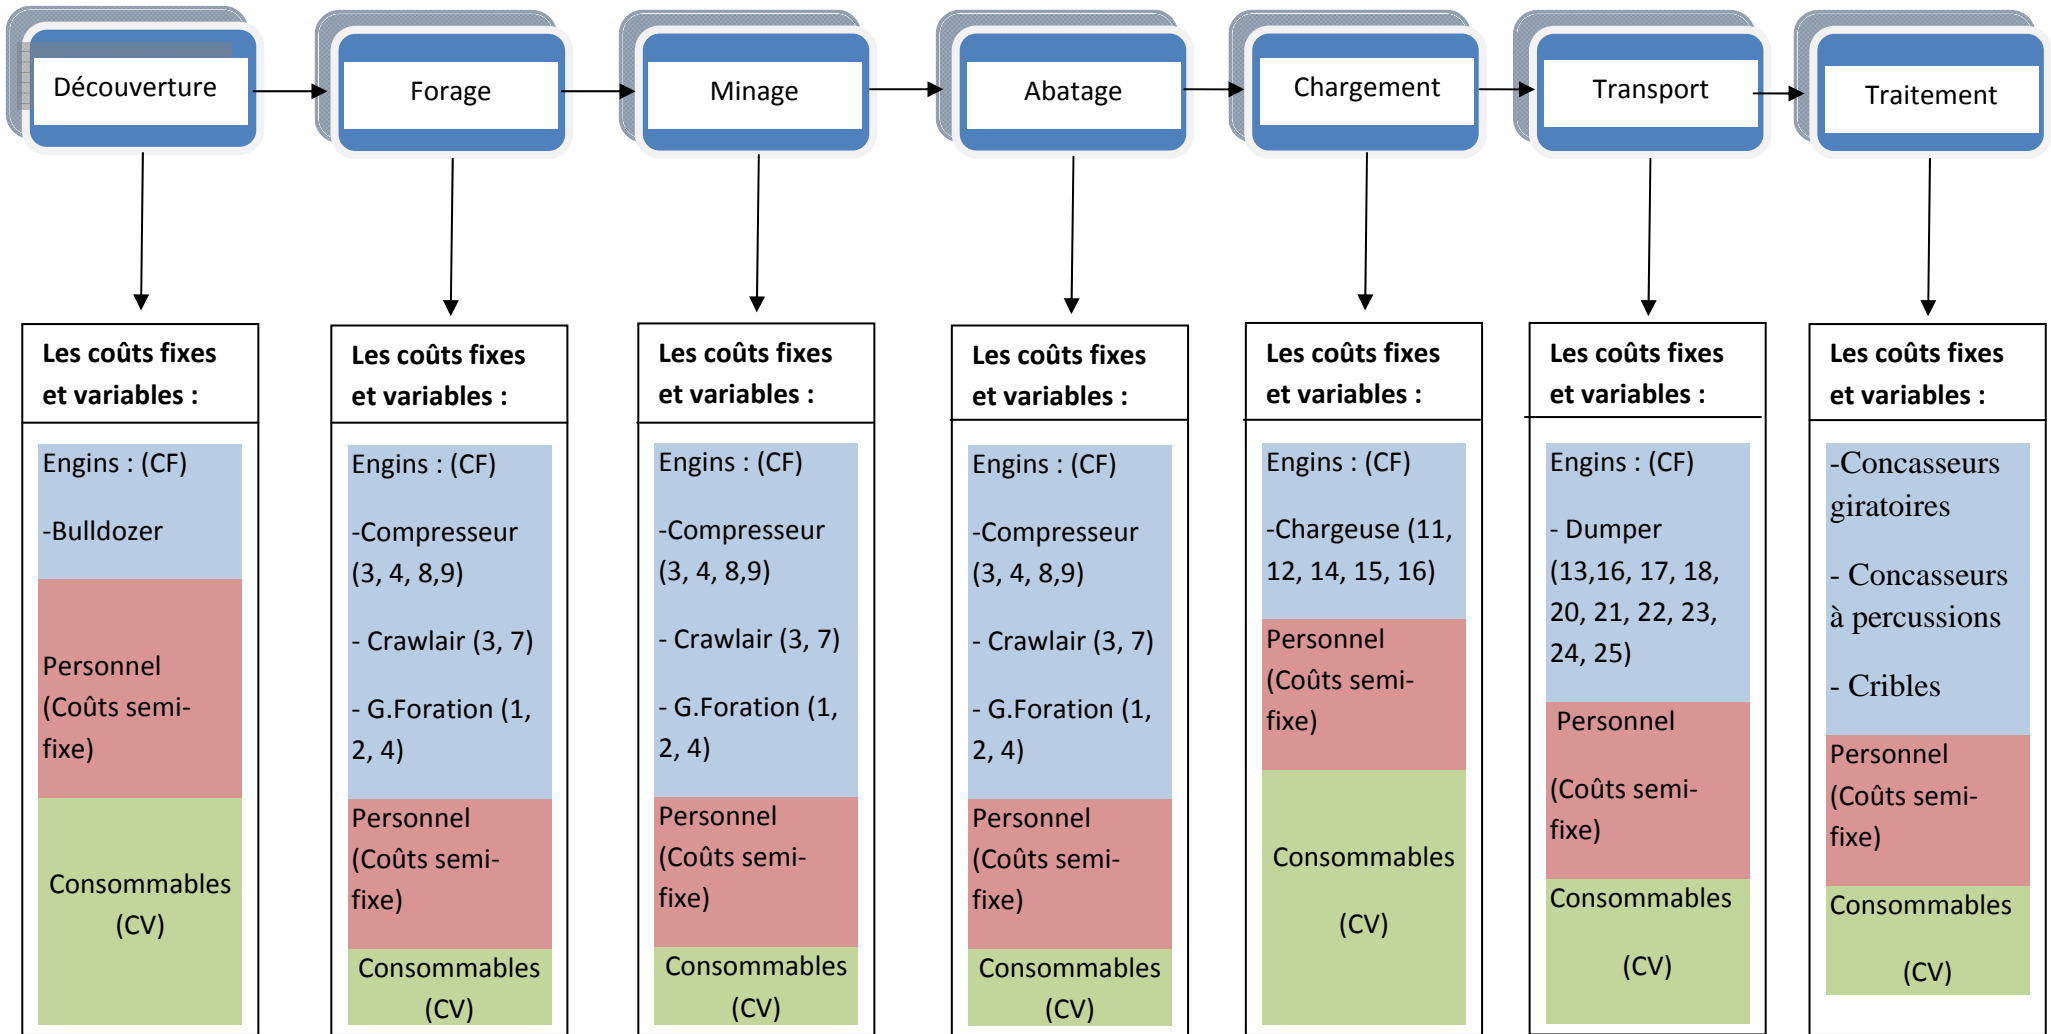 Découverture
Forage
Minage
Abatage
Chargement
Transport
Traitement
Les coûts fixes
et variables :
Engins : (CF)
-Bulldozer
Personnel
(Coûts semi-
fixe)
Consommables
(CV)
Les coûts fixes
et variables :
Engins : (CF)
-Compresseur
(3, 4, 8,9)
- Crawlair (3, 7)
- G.Foration (1,
2, 4)
Personnel
(Coûts semi-
fixe)
Consommables
(CV)
Les coûts fixes
et variables :
Engins : (CF)
-Compresseur
(3, 4, 8,9)
- Crawlair (3, 7)
- G.Foration (1,
2, 4)
Personnel
(Coûts semi-
fixe)
Consommables
(CV)
Les coûts fixes
et variables :
Engins : (CF)
-Compresseur
(3, 4, 8,9)
- Crawlair (3, 7)
- G.Foration (1,
2, 4)
Personnel
(Coûts semi-
fixe)
Consommables
(CV)
Les coûts fixes
et variables :
Engins : (CF)
-Chargeuse (11,
12, 14, 15, 16)
Personnel
(Coûts semi-
fixe)
Consommables
(CV)
Les coûts fixes
et variables :
Engins : (CF)
- Dumper
(13,16, 17, 18,
20, 21, 22, 23,
24, 25)
Personnel
(Coûts semi-
fixe)
Consommables
(CV)
Les coûts fixes
et variables :
-Concasseurs
giratoires
- Concasseurs
à percussions
- Cribles
Personnel
(Coûts semi-
fixe)
Consommables
(CV)